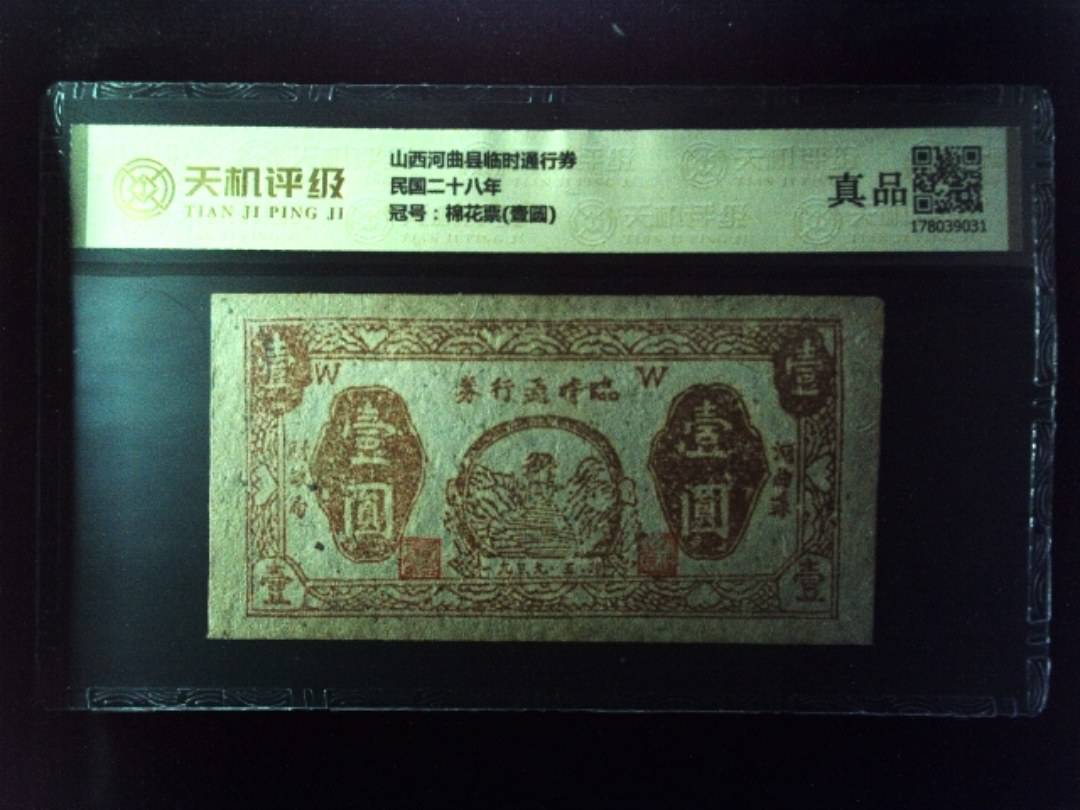 天机评级
TIAN JI PING JI
山西河曲县临时通行券
民国二十八年
冠号：棉花票(壹圆)
真品
178039031
壹
壹
W
W
券行通時臨
壹圓
壹圓
河曲縣
壹
壹